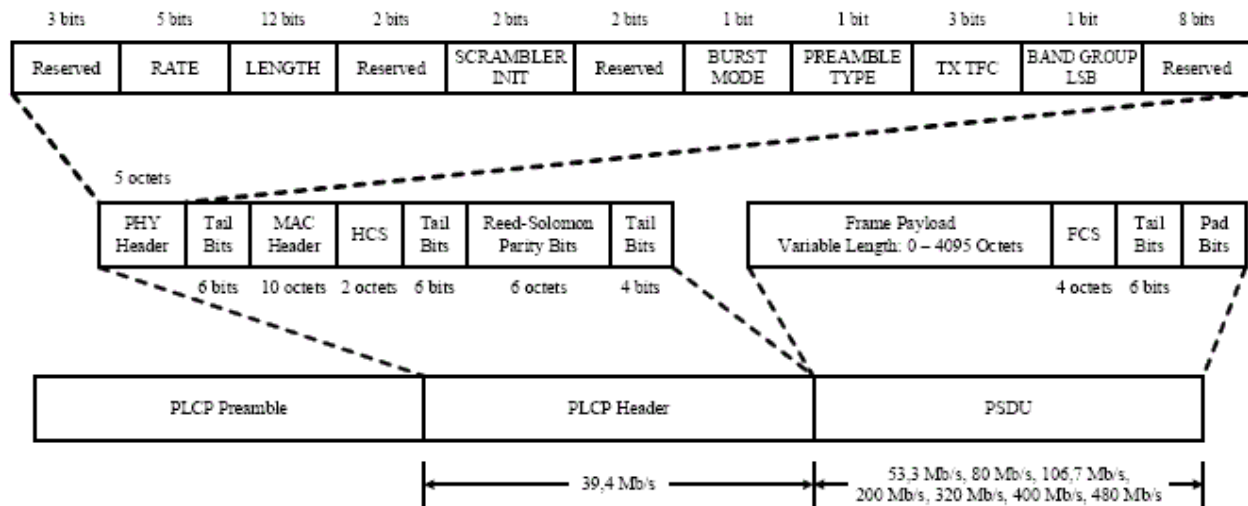 3 bits 5 bits 12 bits 2 bits 2 bits 2 bits 1 bit 1 bit 3 bits 1 bit 8 bits
Reserved RATE LENGTH Reserved SCRAMBLER INIT Reserved BURST MODE PREAMBLE TYPE TX TFC BAND GROUP LSB Reserved
5 octets
PHY Header Tail Bits MAC Header HCS Tail Bits Reed-Solomon Parity Bits Tail Bits
Frame Payload
Variable Length: 0 – 4095 Octets
FCS Tail Bits Pad Bits
6 bits 10 octets 2 octets 6 bits 6 octets 4 bits 4 octets 6 bits
PLCP Preamble PLCP Header PSDU
39,4 Mb/s
53,3 Mb/s, 80 Mb/s, 106,7 Mb/s,
200 Mb/s, 320 Mb/s, 400 Mb/s, 480 Mb/s